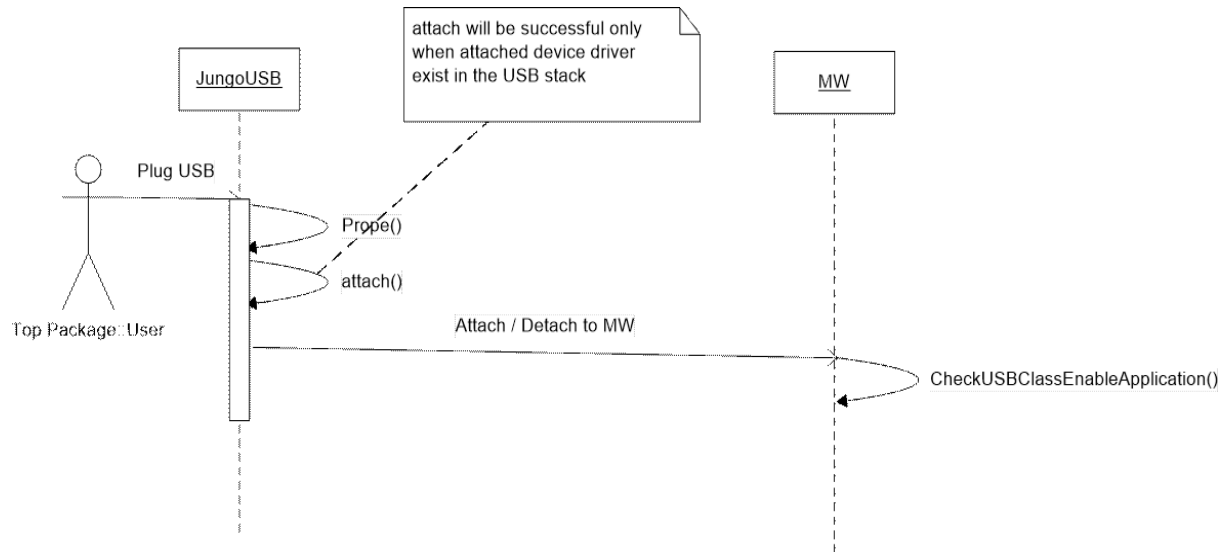 attach will be successful only
when attached device driver
exist in the USB stack
JungoUSB
MW
Plug USB
Prope()
attach()
Top Package::User
Attach / Detach to MW
CheckUSBClassEnableApplication()